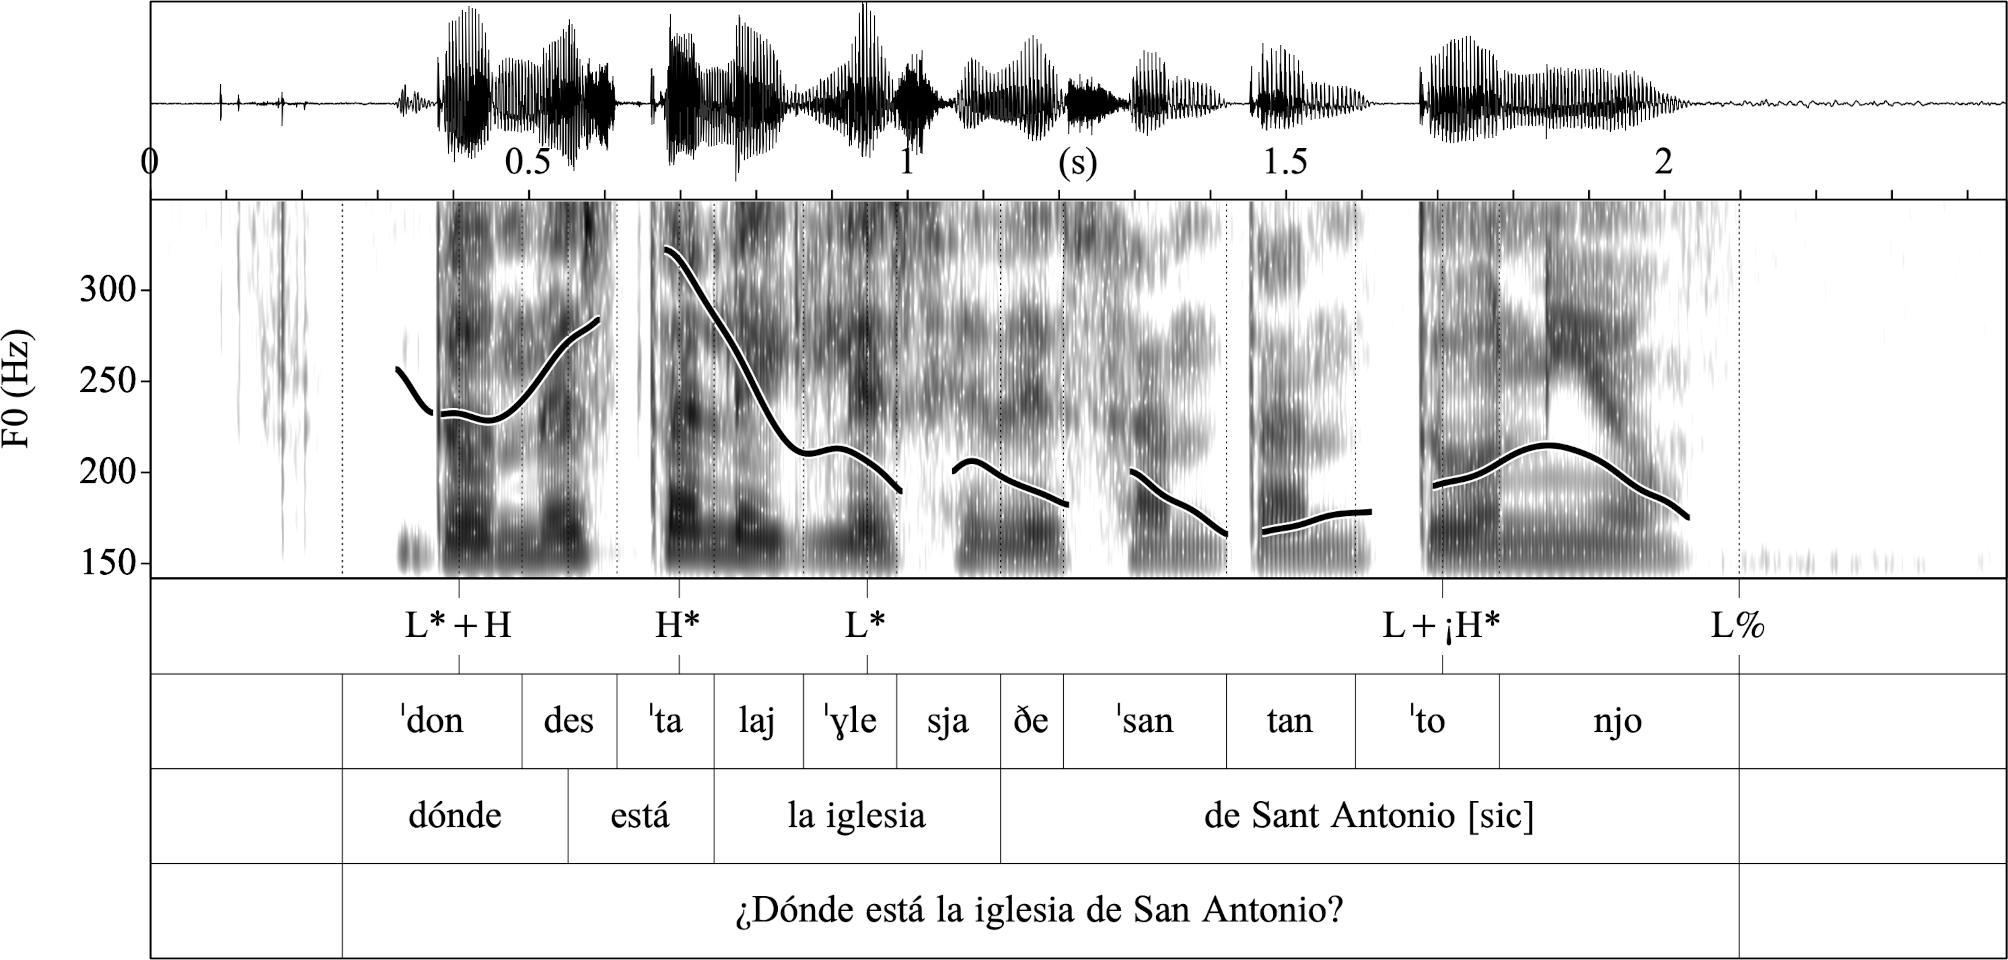 0 0.5 1 (s) 1.5 2
300
250
200
150
F0 (Hz)
L* + H H* L* L + ¡H* L%
ˈdon des ˈta laj ˈɣle sja ðe ˈsan tan ˈto njo
dónde está la iglesia de Sant Antonio [sic]
¿Dónde está la iglesia de San Antonio?